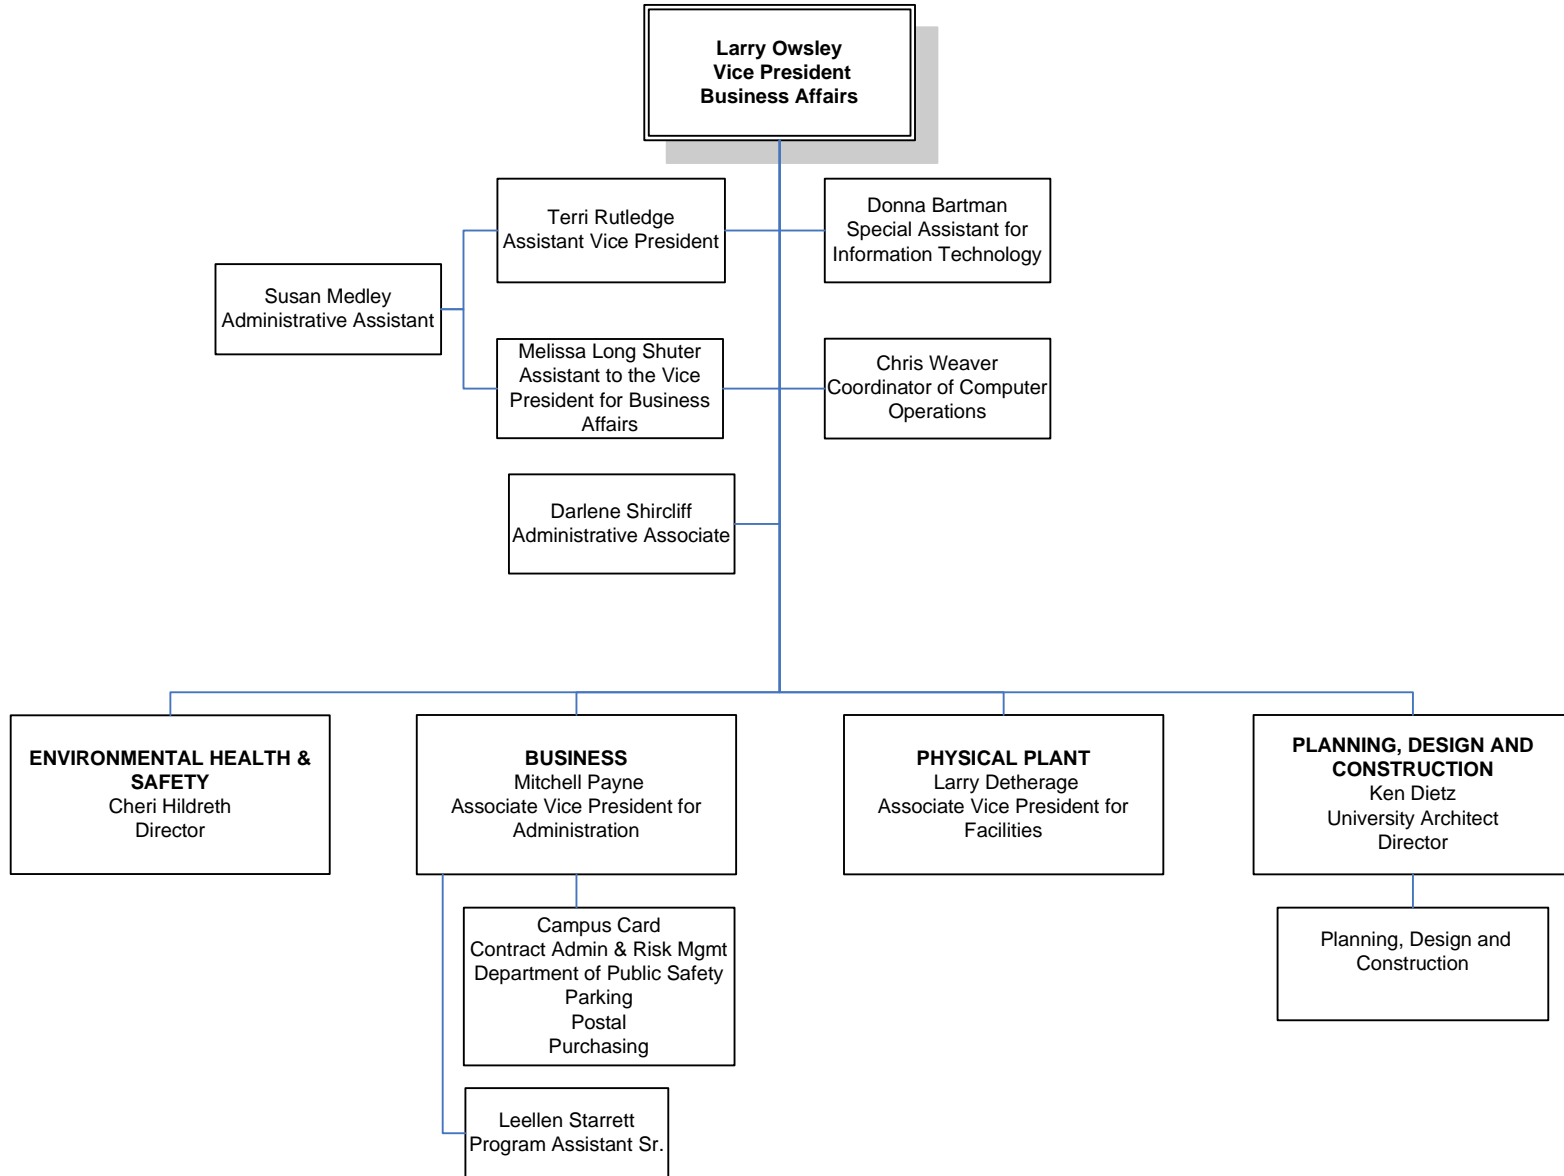 Larry Owsley
Vice President
Business Affairs
Terri Rutledge
Assistant Vice President
Donna Bartman
Special Assistant for
Information Technology
Susan Medley
Administrative Assistant
Melissa Long Shuter
Assistant to the Vice
President for Business
Affairs
Chris Weaver
Coordinator of Computer
Operations
Darlene Shircliff
Administrative Associate
ENVIRONMENTAL HEALTH &
SAFETY
Cheri Hildreth
Director
BUSINESS
Mitchell Payne
Associate Vice President for
Administration
PHYSICAL PLANT
Larry Detherage
Associate Vice President for
Facilities
PLANNING, DESIGN AND
CONSTRUCTION
Ken Dietz
University Architect
Director
Campus Card
Contract Admin & Risk Mgmt
Department of Public Safety
Parking
Postal
Purchasing
Planning, Design and
Construction
Leellen Starrett
Program Assistant Sr.